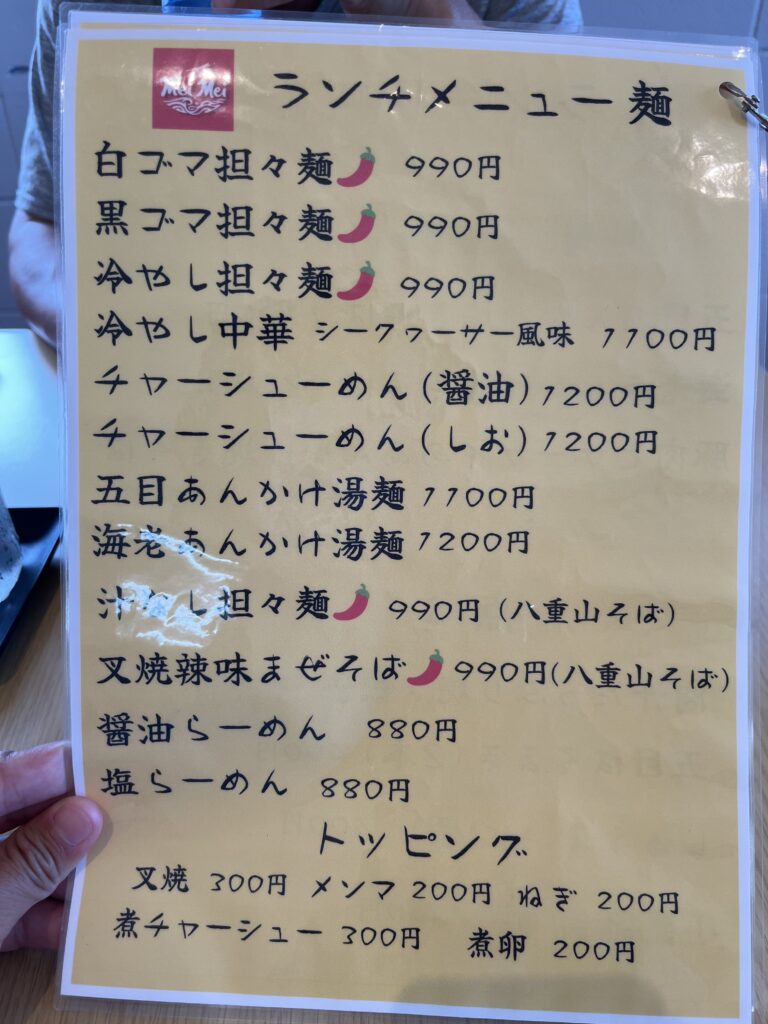 Mei Mei
ランチメニュー麺
白ゴマ担々麺 990円
黒ゴマ担々麺 990円
冷やし担々麺 990円
冷やし中華 シークヮーサー風味 1100円
チャーシューめん(醤油) 1200円
チャーシューめん(しお) 1200円
五目あんかけ湯麺 1100円
海老あんかけ湯麺 1200円
汁なし担々麺 990円 (八重山そば)
叉焼辣味まぜそば 990円(八重山そば)
醤油らーめん 880円
塩らーめん 880円
トッピング
叉焼 300円 メンマ 200円 ねぎ 200円
煮チャーシュー 300円 煮卵 200円